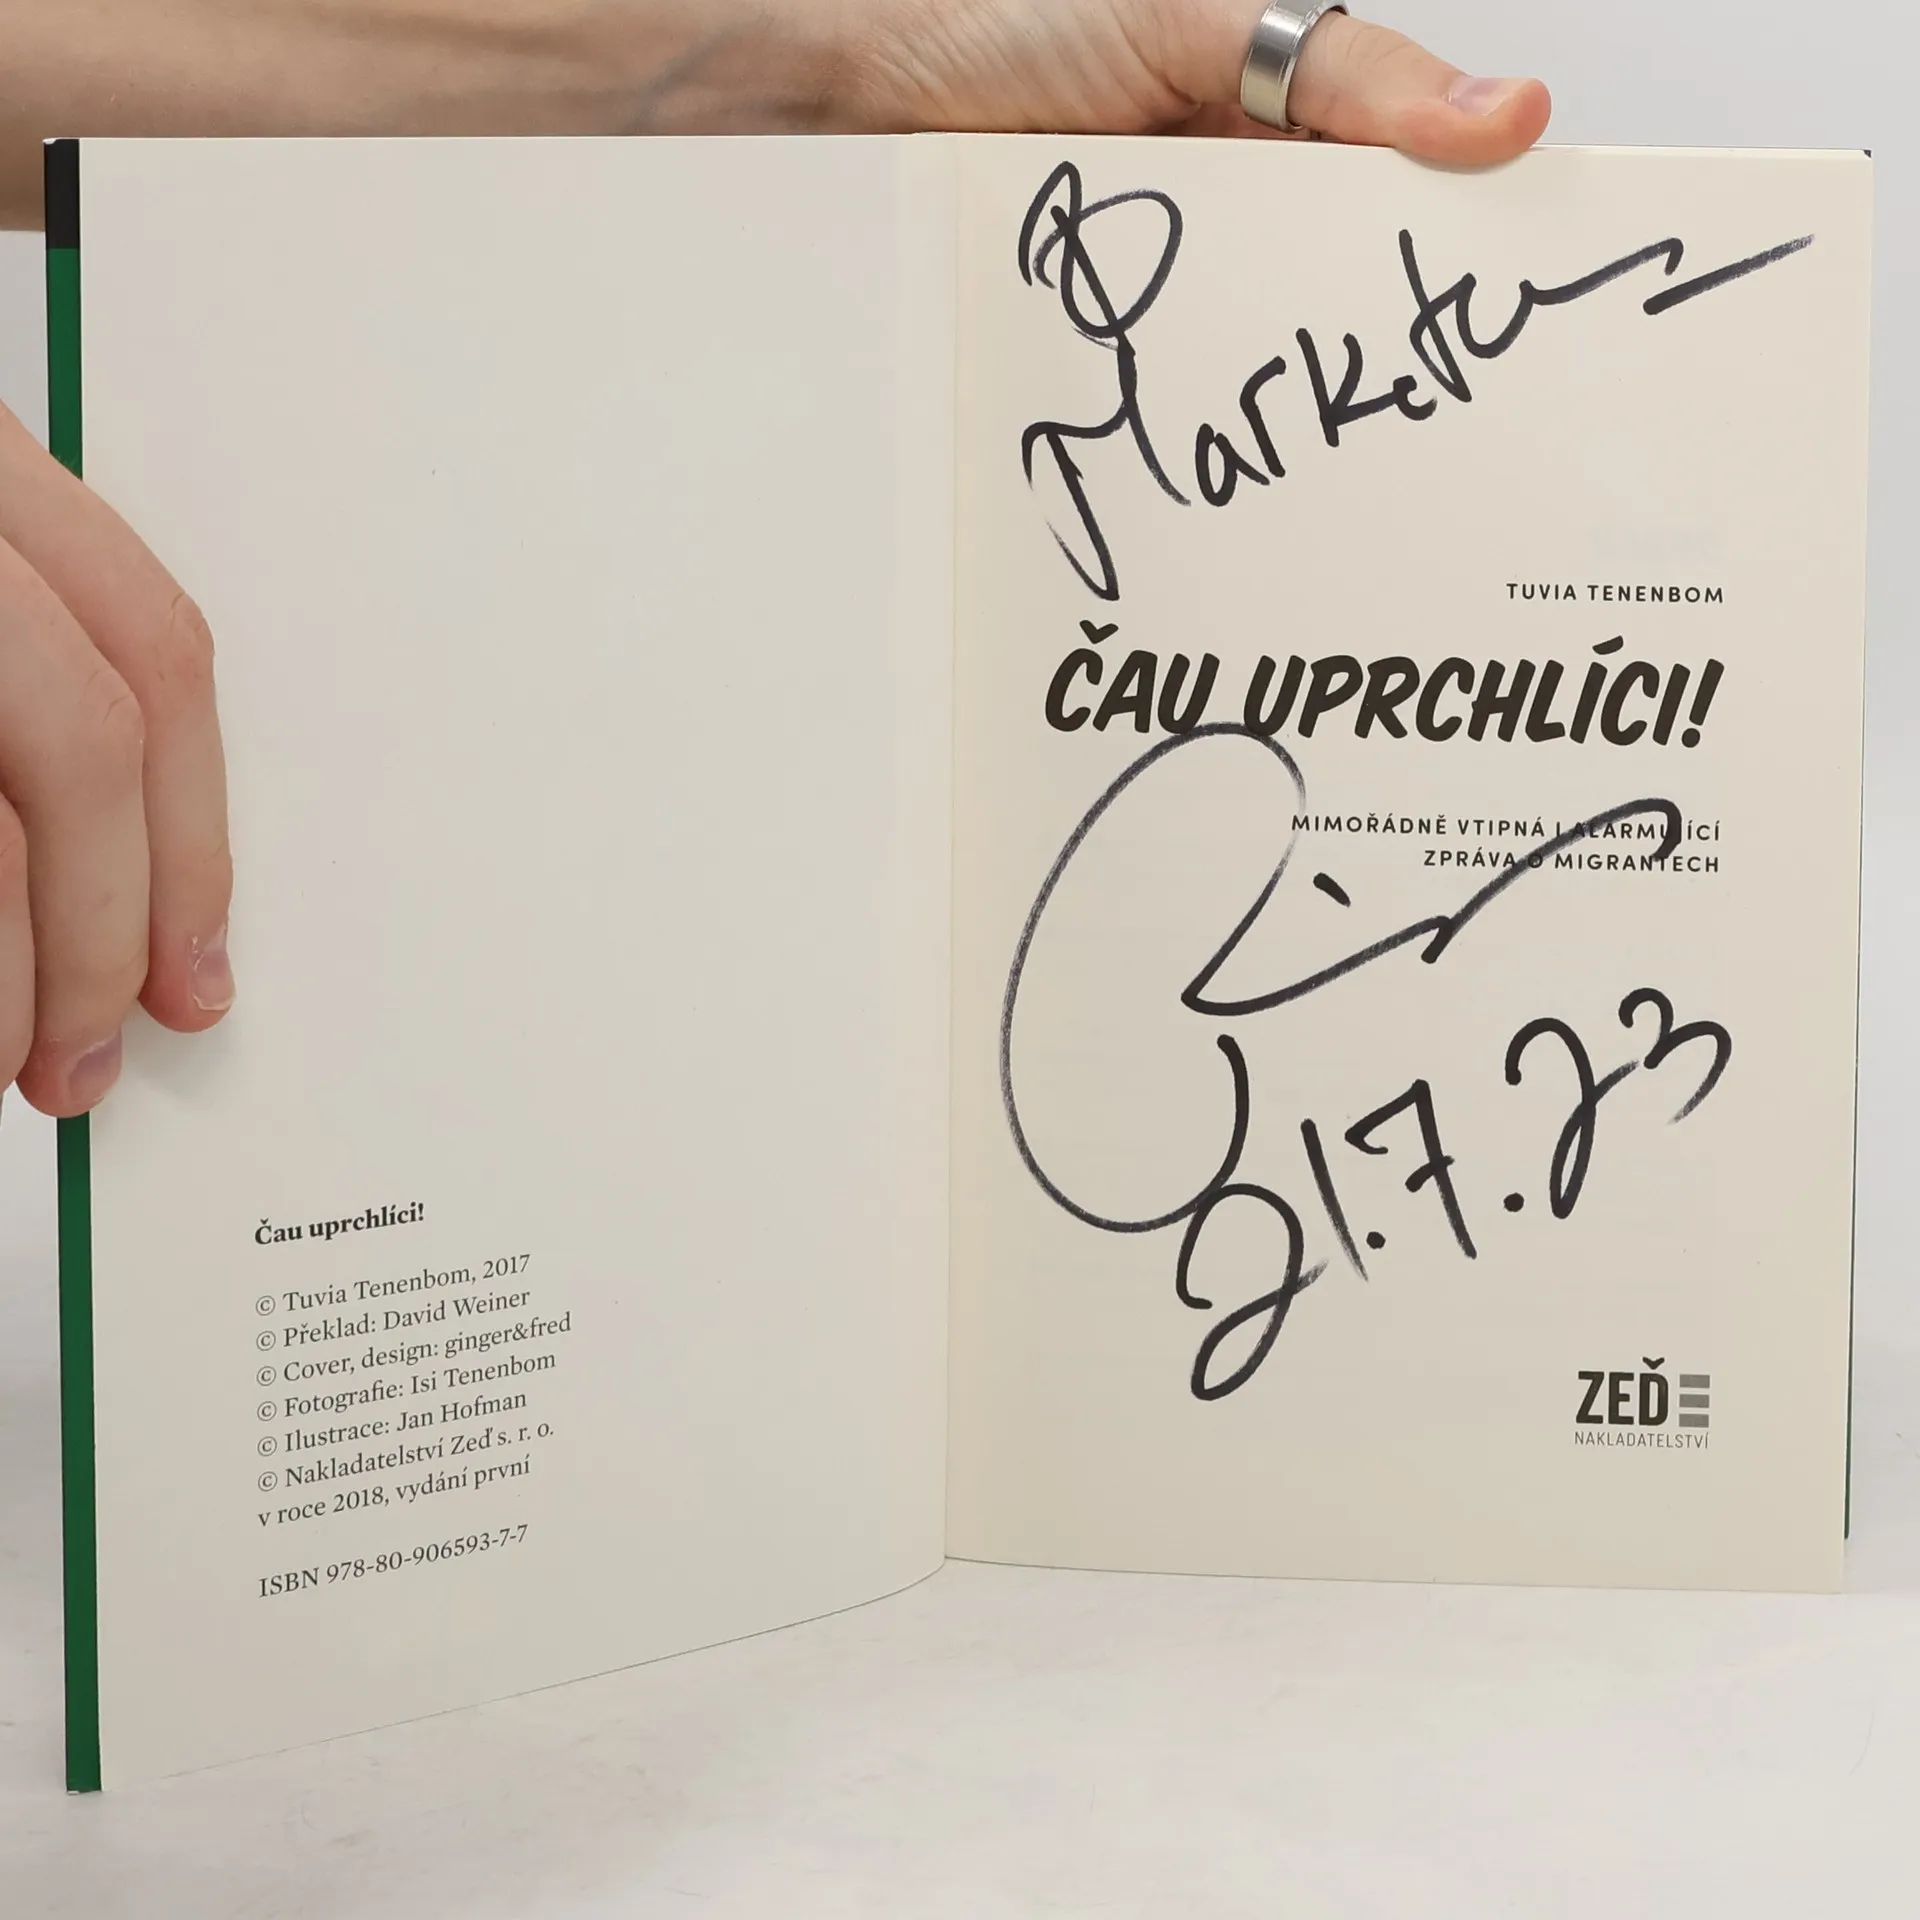 Čau uprchlíci!
© Tuvia Tenenbom, 2017
© Překlad: David Weiner
© Cover, design: ginger&fred
© Fotografie: Isi Tenenbom
© Ilustrace: Jan Hofman
© Nakladatelství Zeď s. r. o.
v roce 2018, vydání první
ISBN 978-80-906593-7-7
Marketa
TUVIA TENENBOM
ČAU UPRCHLÍCI!
MIMOŘÁDNĚ VTIPNÁ I ALARMUJÍCÍ
ZPRÁVA O MIGRANTECH
21.7.23
ZEĎ
NAKLADATELSTVÍ